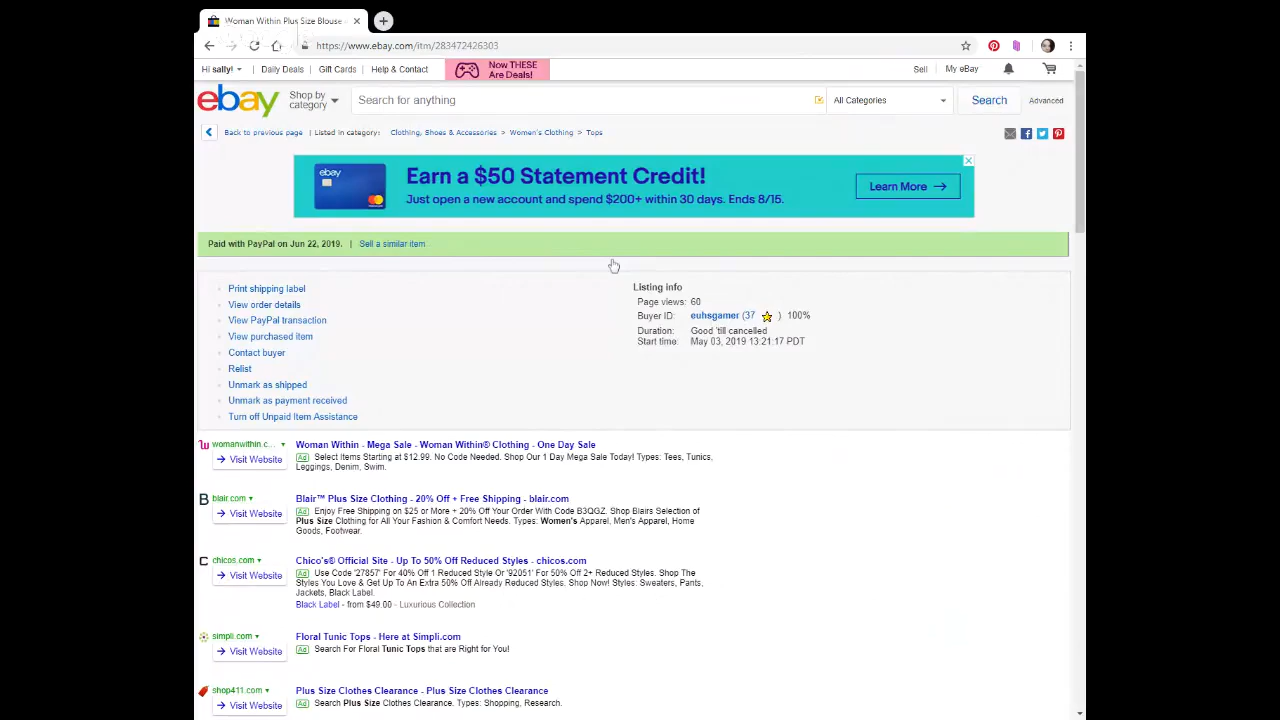 Woman Within Plus Size Blouse
https://www.ebay.com/itm/283472426303
Hi sally! | Daily Deals | Gift Cards | Help & Contact
Now THESE
Are Deals!
Sell My eBay
ebay
Shop by
category
Search for anything
All Categories
Search
Advanced
Back to previous page | Listed in category: Clothing, Shoes & Accessories > Women's Clothing > Tops
ebay
Earn a $50 Statement Credit!
Just open a new account and spend $200+ within 30 days. Ends 8/15.
Learn More →
Paid with PayPal on Jun 22, 2019. | Sell a similar item
Print shipping label
View order details
View PayPal transaction
View purchased item
Contact buyer
Relist
Unmark as shipped
Unmark as payment received
Turn off Unpaid Item Assistance
Listing info
Page views: 60
Buyer ID: euhsgamer (37 ) 100%
Duration: Good 'till cancelled
Start time: May 03, 2019 13:21:17 PDT
womanwithin.c...
→ Visit Website
Woman Within - Mega Sale - Woman Within® Clothing - One Day Sale
Ad Select Items Starting at $12.99. No Code Needed. Shop Our 1 Day Mega Sale Today! Types: Tees, Tunics,
Leggings, Denim, Swim.
B blair.com
→ Visit Website
Blair™ Plus Size Clothing - 20% Off + Free Shipping - blair.com
Ad Enjoy Free Shipping on $25 or More + 20% Off Your Order With Code B3QGZ. Shop Blairs Selection of
Plus Size Clothing for All Your Fashion & Comfort Needs. Types: Women's Apparel, Men's Apparel, Home
Goods, Footwear.
C chicos.com
→ Visit Website
Chico's® Official Site - Up To 50% Off Reduced Styles - chicos.com
Ad Use Code '27857' For 40% Off 1 Reduced Style Or '92051' For 50% Off 2+ Reduced Styles. Shop The
Styles You Love & Get Up To An Extra 50% Off Already Reduced Styles. Shop Now! Styles: Sweaters, Pants,
Jackets, Black Label.
Black Label - from $49.00 - Luxurious Collection
simpli.com
→ Visit Website
Floral Tunic Tops - Here at Simpli.com
Ad Search For Floral Tunic Tops that are Right for You!
shop411.com
→ Visit Website
Plus Size Clothes Clearance - Plus Size Clothes Clearance
Ad Search Plus Size Clearance. Types: Shopping, Research.